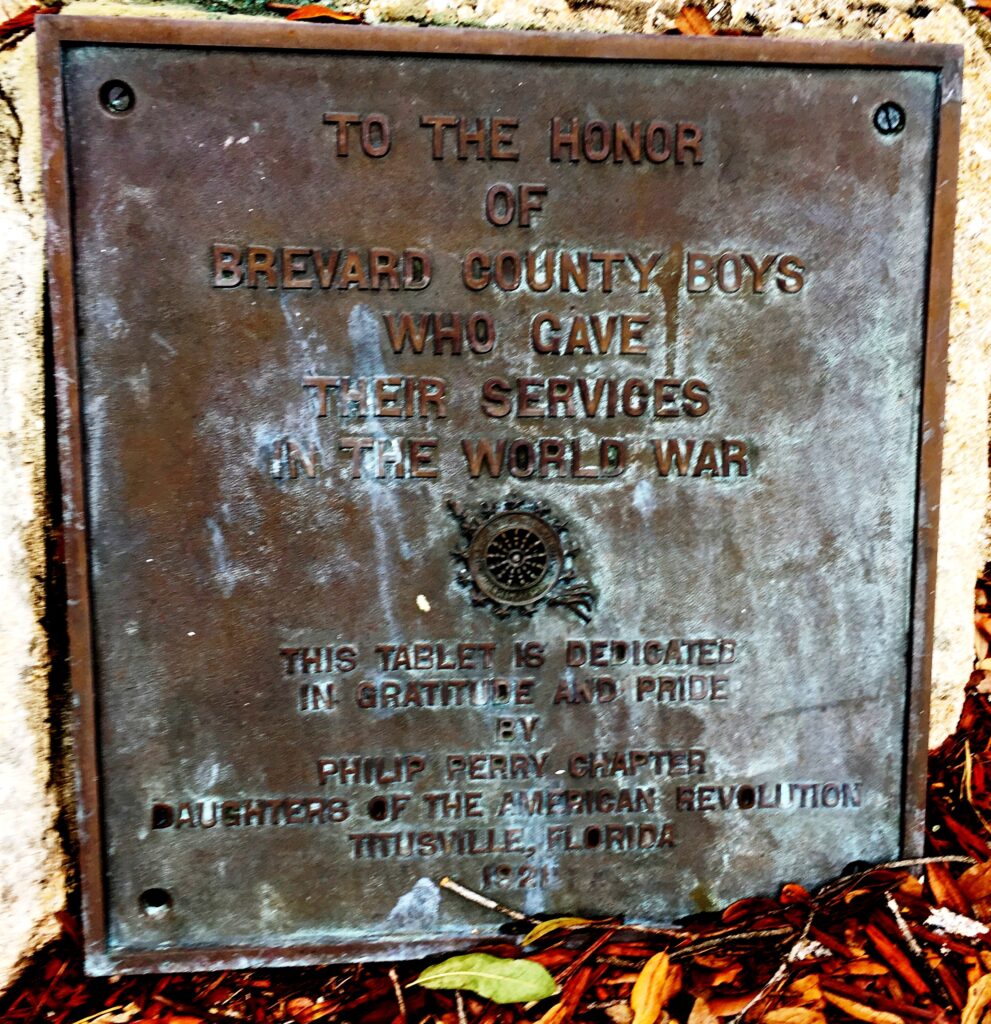 TO THE HONOR
OF
BREVARD COUNTY BOYS
WHO GAVE
THEIR SERVICES
IN THE WORLD WAR
THIS TABLET IS DEDICATED
IN GRATITUDE AND PRIDE
BY
PHILIP PERRY CHAPTER
DAUGHTERS OF THE AMERICAN REVOLUTION
TITUSVILLE, FLORIDA
1921